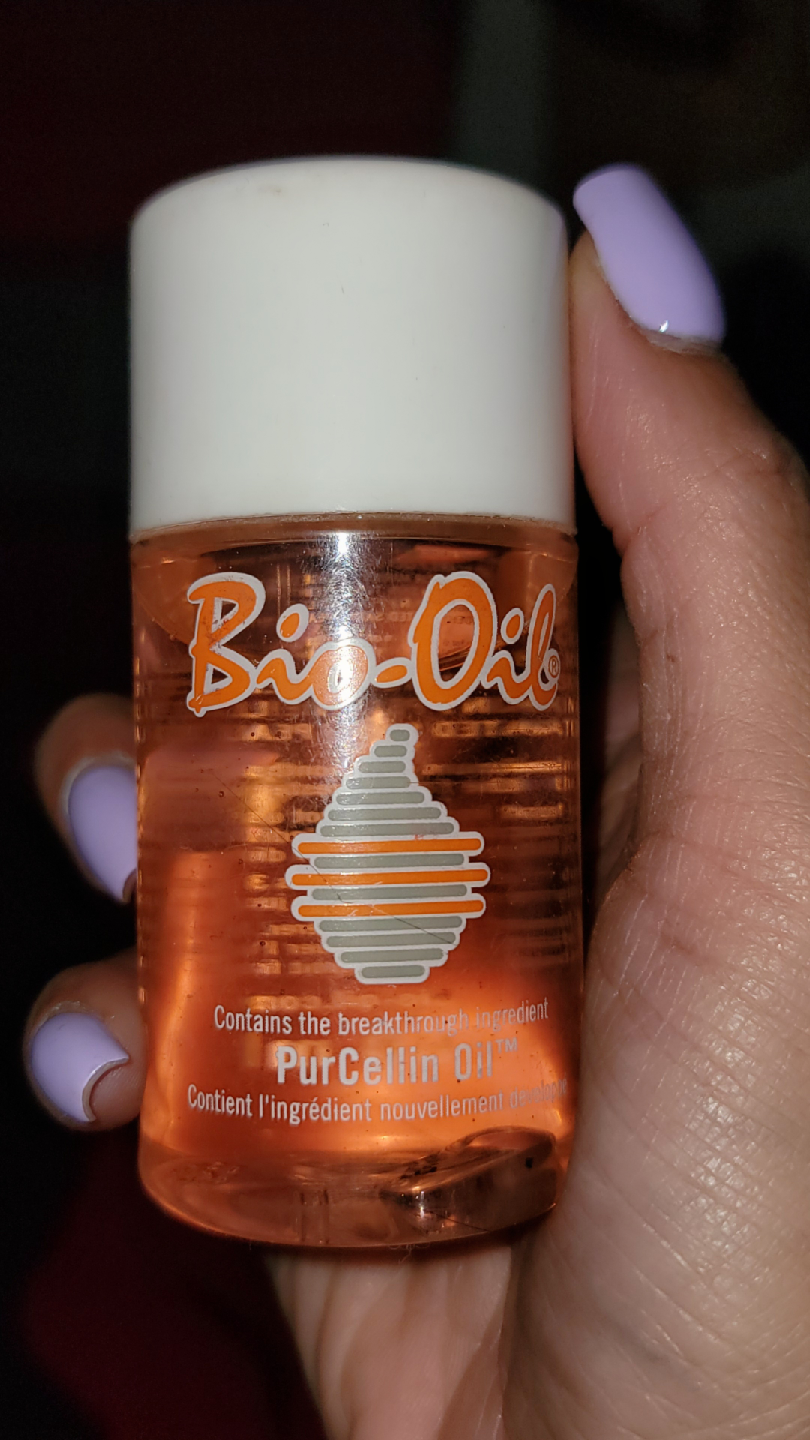 Bio-Oil®
Contains the breakthrough ingredient
PurCellin Oil™
Contient l'ingrédient nouvellement